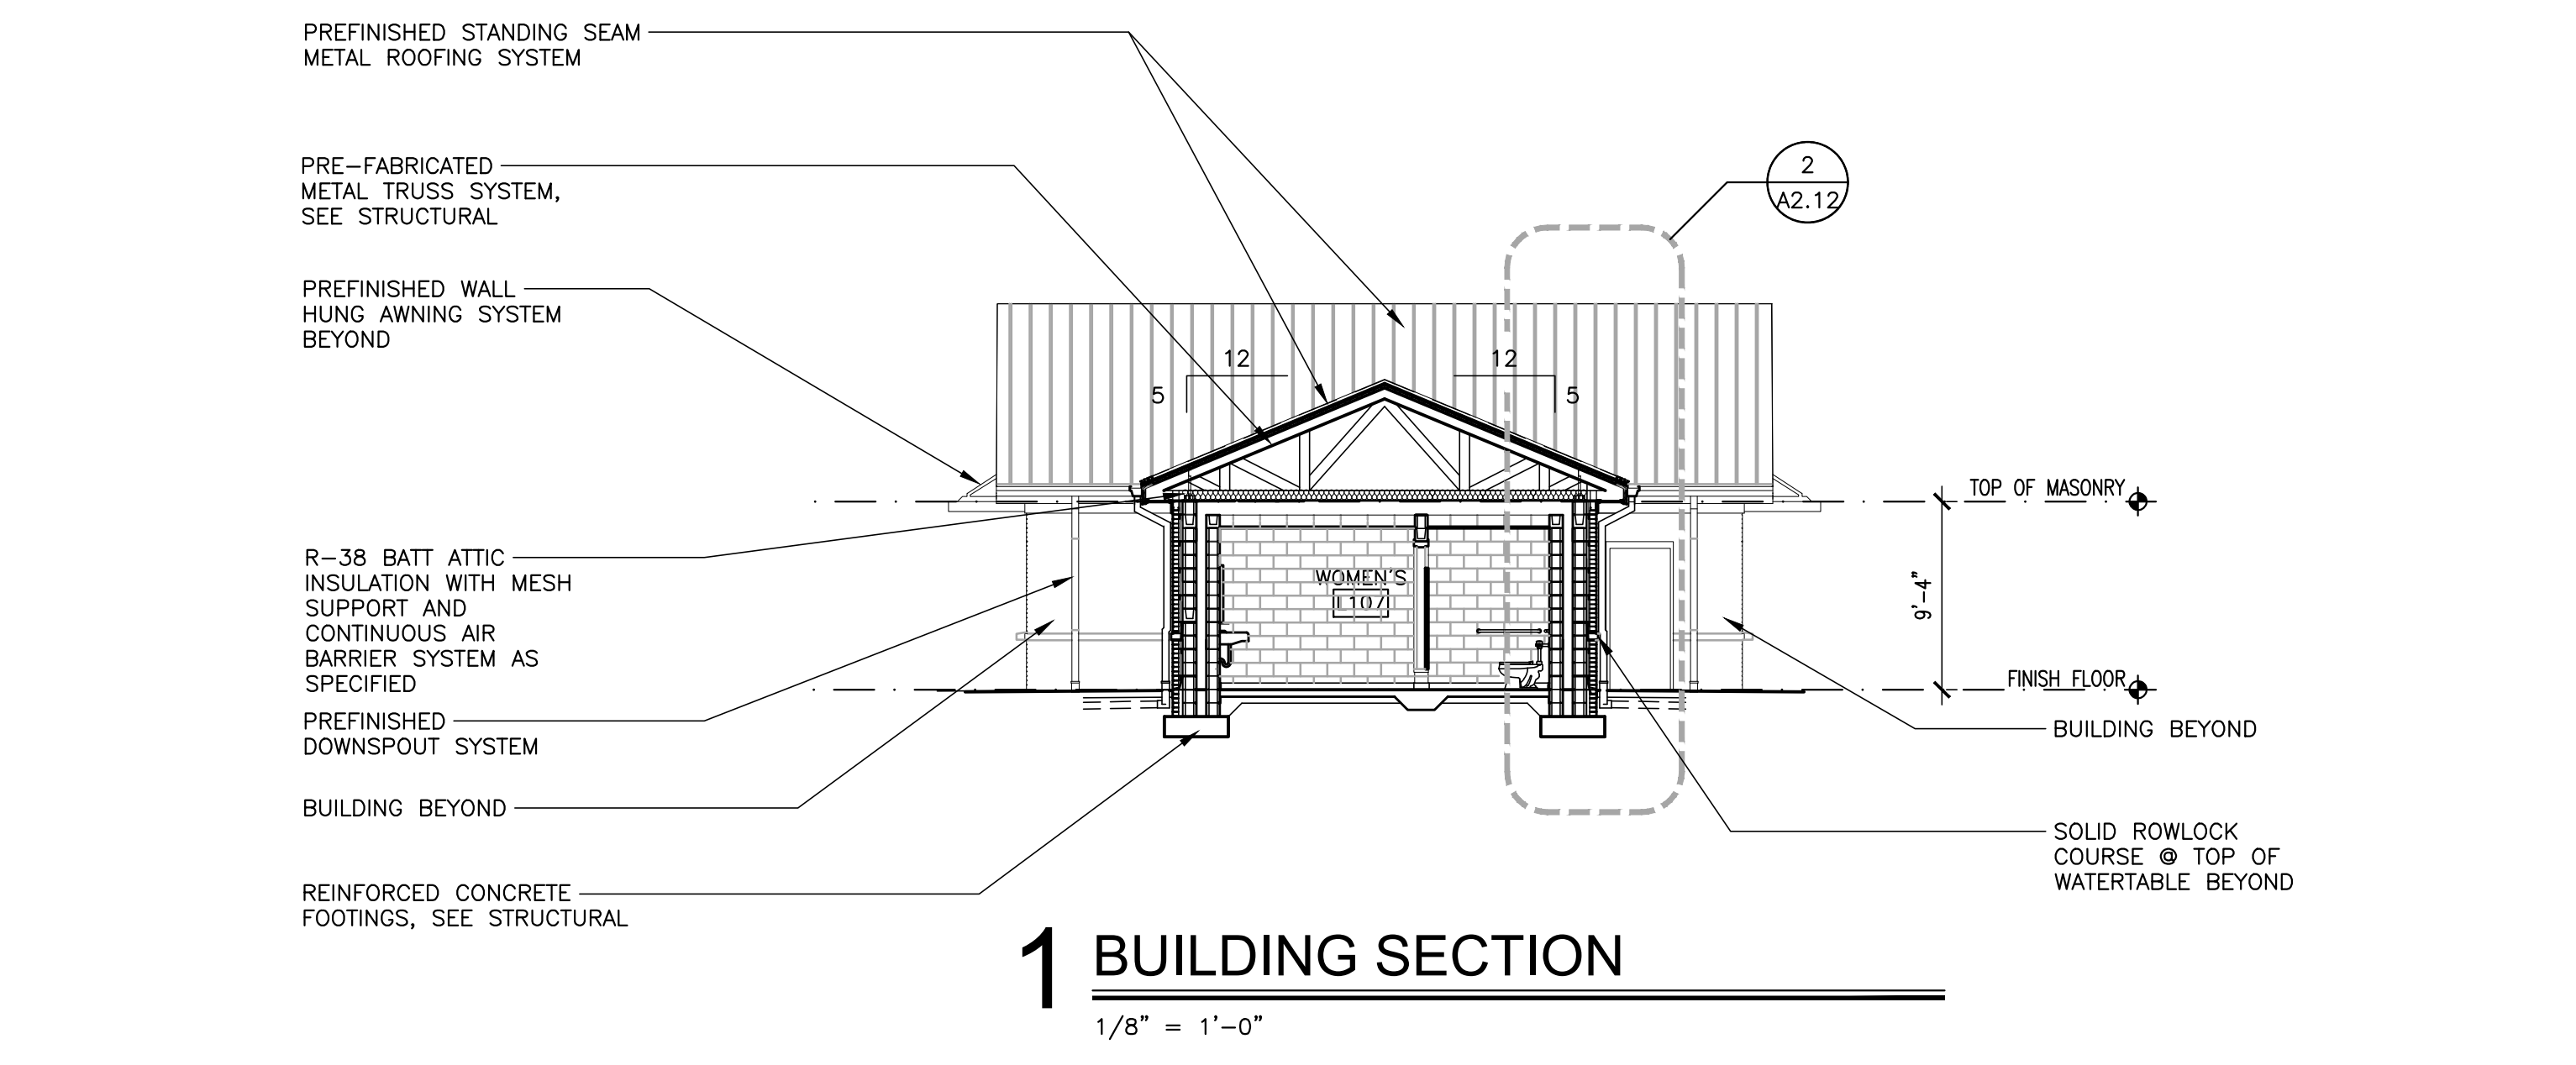 PREFINISHED STANDING SEAM
METAL ROOFING SYSTEM
PRE-FABRICATED
METAL TRUSS SYSTEM,
SEE STRUCTURAL
2
A2.12
PREFINISHED WALL
HUNG AWNING SYSTEM
BEYOND
12
12
5
5
TOP OF MASONRY
R-38 BATT ATTIC
INSULATION WITH MESH
SUPPORT AND
CONTINUOUS AIR
BARRIER SYSTEM AS
SPECIFIED
WOMEN'S
L107
9'-4"
FINISH FLOOR
PREFINISHED
DOWNSPOUT SYSTEM
BUILDING BEYOND
BUILDING BEYOND
SOLID ROWLOCK
COURSE @ TOP OF
WATERTABLE BEYOND
REINFORCED CONCRETE
FOOTINGS, SEE STRUCTURAL
1 BUILDING SECTION
1/8" = 1'-0"